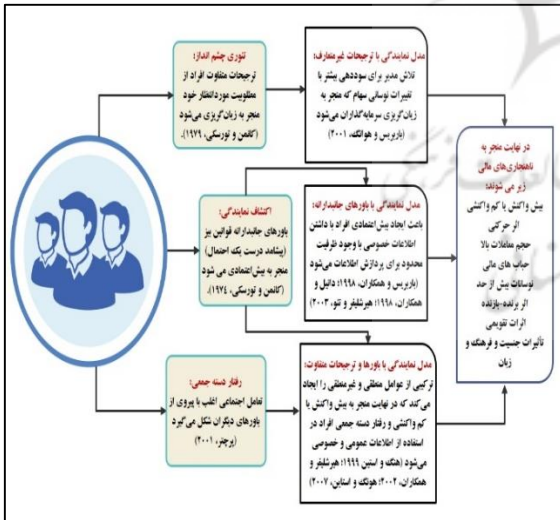 تئوری چشم انداز:
ترجیحات متفاوت افراد از
مطلوبیت موردانتظار خود
منجر به زیان‌گریزی می‌شود
(کانمن و تورسکی، ۱۹۷۹).
مدل نمایندگی با ترجیحات غیرمتعارف:
تلاش مدیر برای سوددهی بیشتر با
تغییرات نوسانی سهام که منجر به
زیان‌گریزی سرمایه‌گذاران می‌شود
(باربریس و هوانگ، ۲۰۰۱)
اکتشاف نمایندگی:
باورهای جانبدارانه قوانین بیز
(پیشامد درست یک احتمال)
منجر به بیش‌اعتمادی می شود
(کانمن و تورسکی، ۱۹۷۴).
مدل نمایندگی با باورهای جانبدارانه:
باعث ایجاد بیش‌اعتمادی افراد با داشتن
اطلاعات خصوصی با وجود ظرفیت
محدود برای پردازش اطلاعات می‌شود
(باربریس و همکاران، ۱۹۹۸؛ دانیل و
همکاران، ۱۹۹۸؛ هیرشلیفر و تئو، ۲۰۰۳)
رفتار دسته جمعی:
تعامل اجتماعی اغلب با پیروی از
باورهای دیگران شکل می‌گیرد
(پرچتر، ۲۰۰۱)
مدل نمایندگی با باورها و ترجیحات متفاوت:
ترکیبی از عوامل منطقی و غیرمنطقی را ایجاد
می‌کند که در نهایت منجر به بیش واکنش یا
کم واکنشی و رفتار دسته جمعی افراد در
استفاده از اطلاعات عمومی و خصوصی
می‌شود (هنگ و استین ۱۹۹۹؛ هیرشلیفر و
همکاران، ۲۰۰۲؛ هونگ و استاین، ۲۰۰۷)
در نهایت منجر به
ناهنجاری‌های مالی
زیر می شوند:
بیش واکنش یا کم واکنشی
اثر حرکتی
حجم معاملات بالا
حباب های مالی
نوسانات بیش از حد
اثر برنده-بازنده
اثرات تقویمی
تأثیرات جنسیت و فرهنگ و
زبان